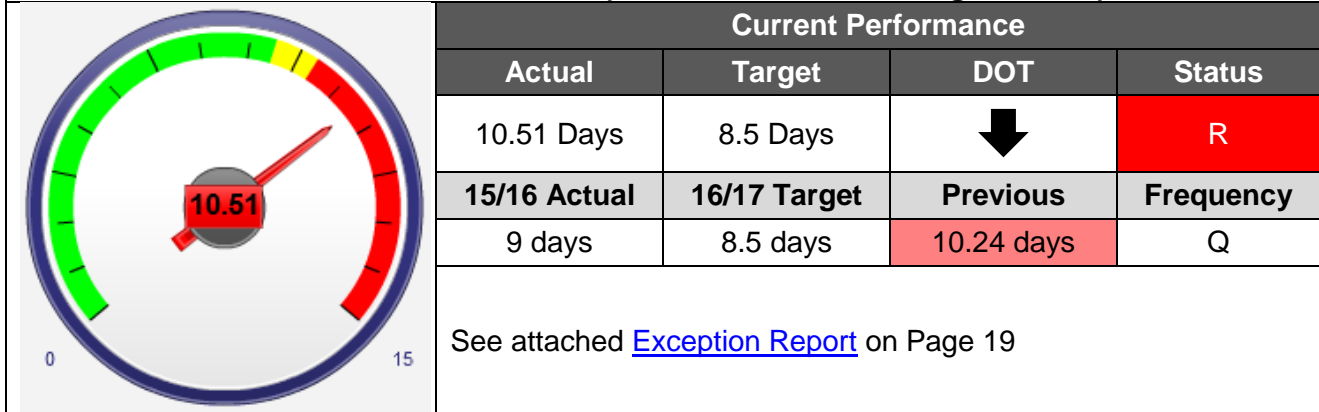 Current Performance
Actual Target DOT Status
10.51 Days 8.5 Days R
15/16 Actual 16/17 Target Previous Frequency
9 days 8.5 days 10.24 days Q
See attached Exception Report on Page 19
10.51
0 15